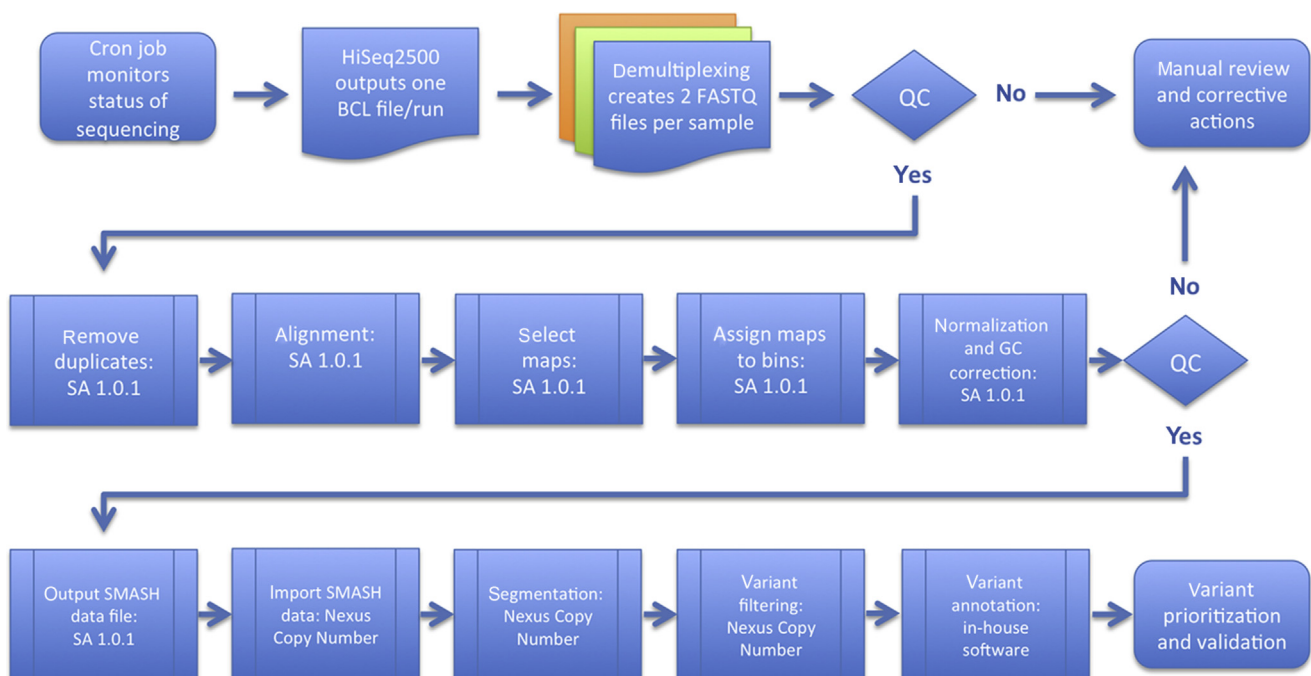 Cron job
monitors
status of
sequencing
HiSeq2500
outputs one
BCL file/run
Demultiplexing
creates 2 FASTQ
files per sample
QC
No
Manual review
and corrective
actions
Yes
Remove
duplicates:
SA 1.0.1
Alignment:
SA 1.0.1
Select
maps:
SA 1.0.1
Assign maps
to bins:
SA 1.0.1
Normalization
and GC
correction:
SA 1.0.1
QC
No
Yes
Output SMASH
data file:
SA 1.0.1
Import SMASH
data: Nexus
Copy Number
Segmentation:
Nexus Copy
Number
Variant
filtering:
Nexus Copy
Number
Variant
annotation:
in-house
software
Variant
prioritization
and validation